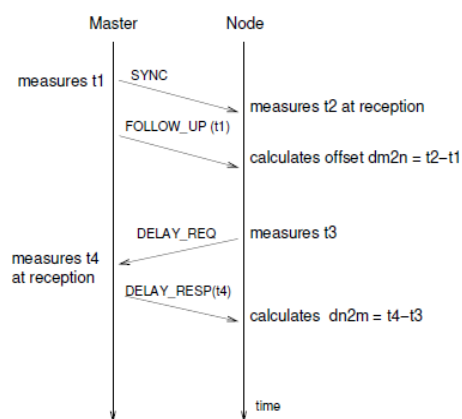 Master Node
measures t1
SYNC
measures t2 at reception
FOLLOW_UP (t1)
calculates offset dm2n = t2−t1
DELAY_REQ
measures t3
measures t4
at reception
DELAY_RESP(t4)
calculates dn2m = t4−t3
time